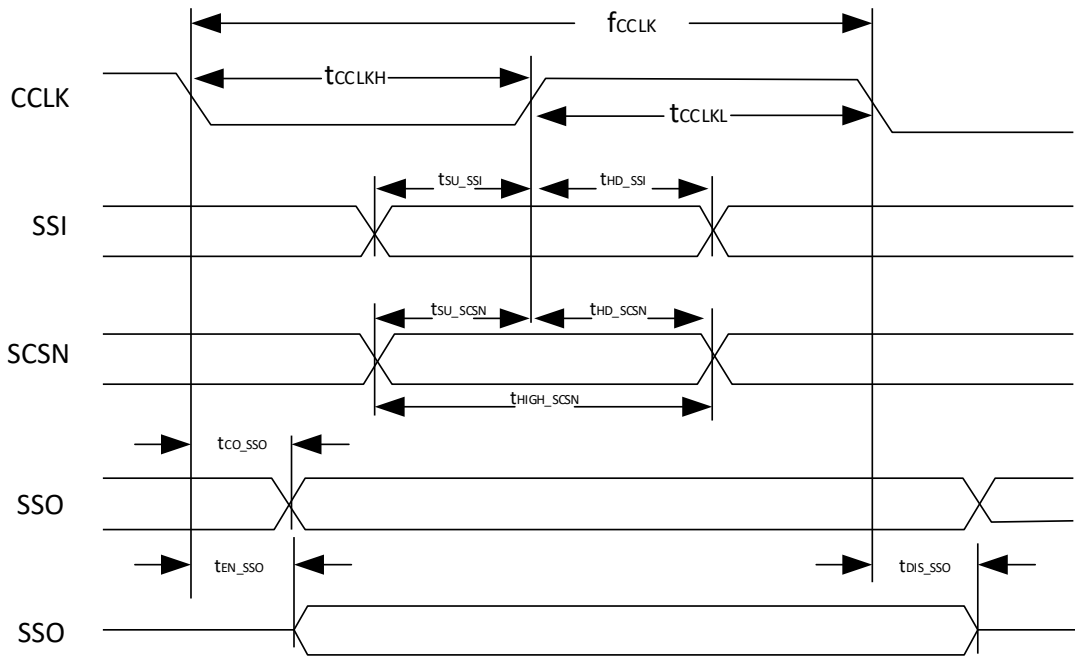 fCCLK
tCCLKH
CCLK
tCCLKL
tSU_SSI
tHD_SSI
SSI
tSU_SCSN
tHD_SCSN
SCSN
tHIGH_SCSN
tCO_SSO
SSO
tEN_SSO
tDIS_SSO
SSO